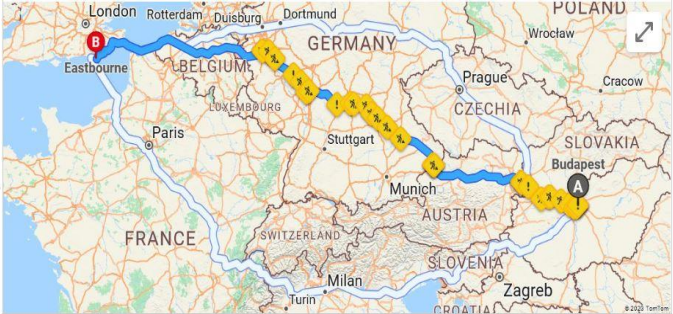 London
POLAND
Rotterdam
Duisburg
Dortmund
Wrocław
B
Eastbourne
GERMANY
BELGIUM
Prague
Cracow
LUXEMBOURG
CZECHIA
Paris
Stuttgart
SLOVAKIA
Budapest
A
Munich
AUSTRIA
FRANCE
SWITZERLAND
SLOVENIA
Milan
Zagreb
Turin
CROATIA
© 2023 TomTom